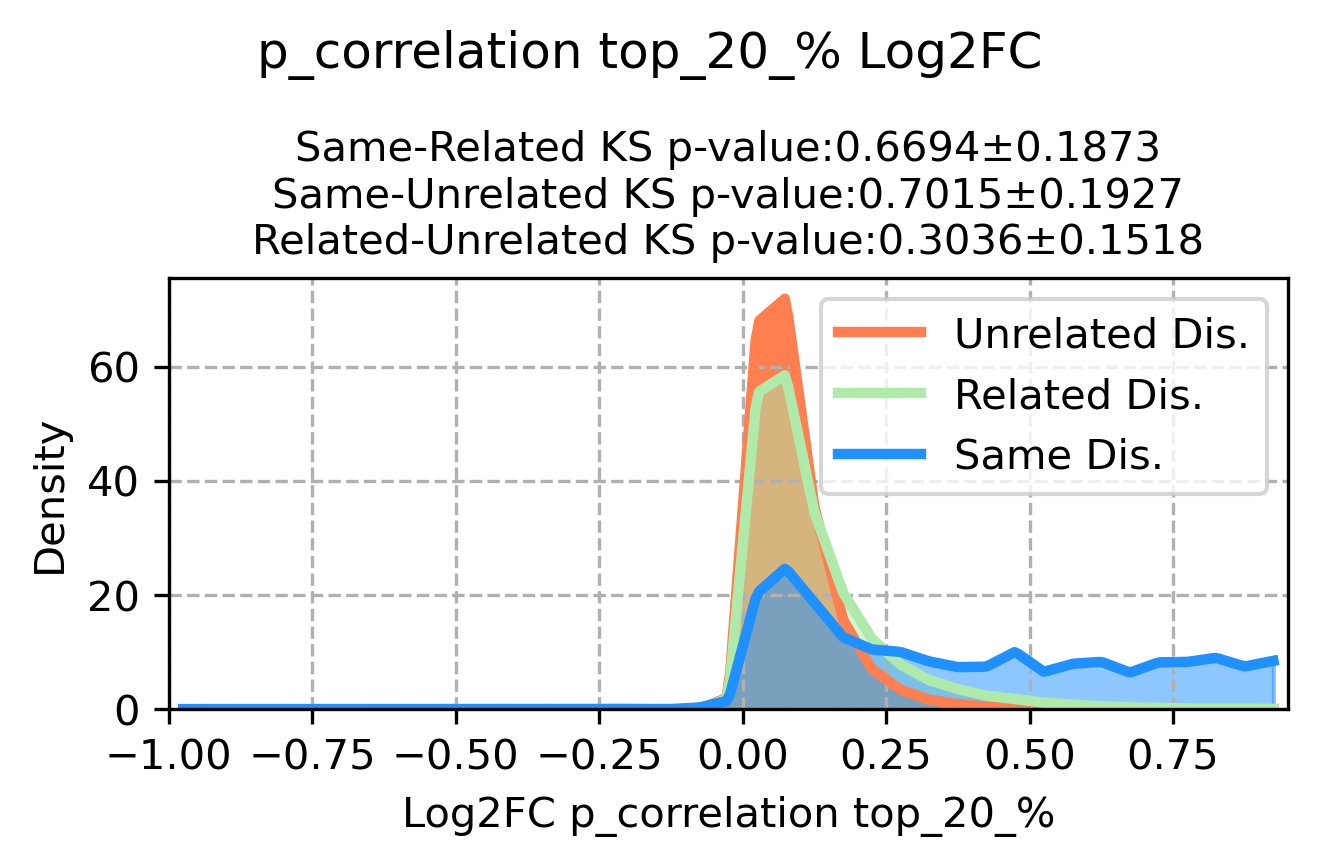 p_correlation top_20_% Log2FC
Same-Related KS p-value:0.6694±0.1873
Same-Unrelated KS p-value:0.7015±0.1927
Related-Unrelated KS p-value:0.3036±0.1518
Unrelated Dis.
Related Dis.
Same Dis.
Density
60
40
20
0
−1.00 −0.75 −0.50 −0.25 0.00 0.25 0.50 0.75
Log2FC p_correlation top_20_%